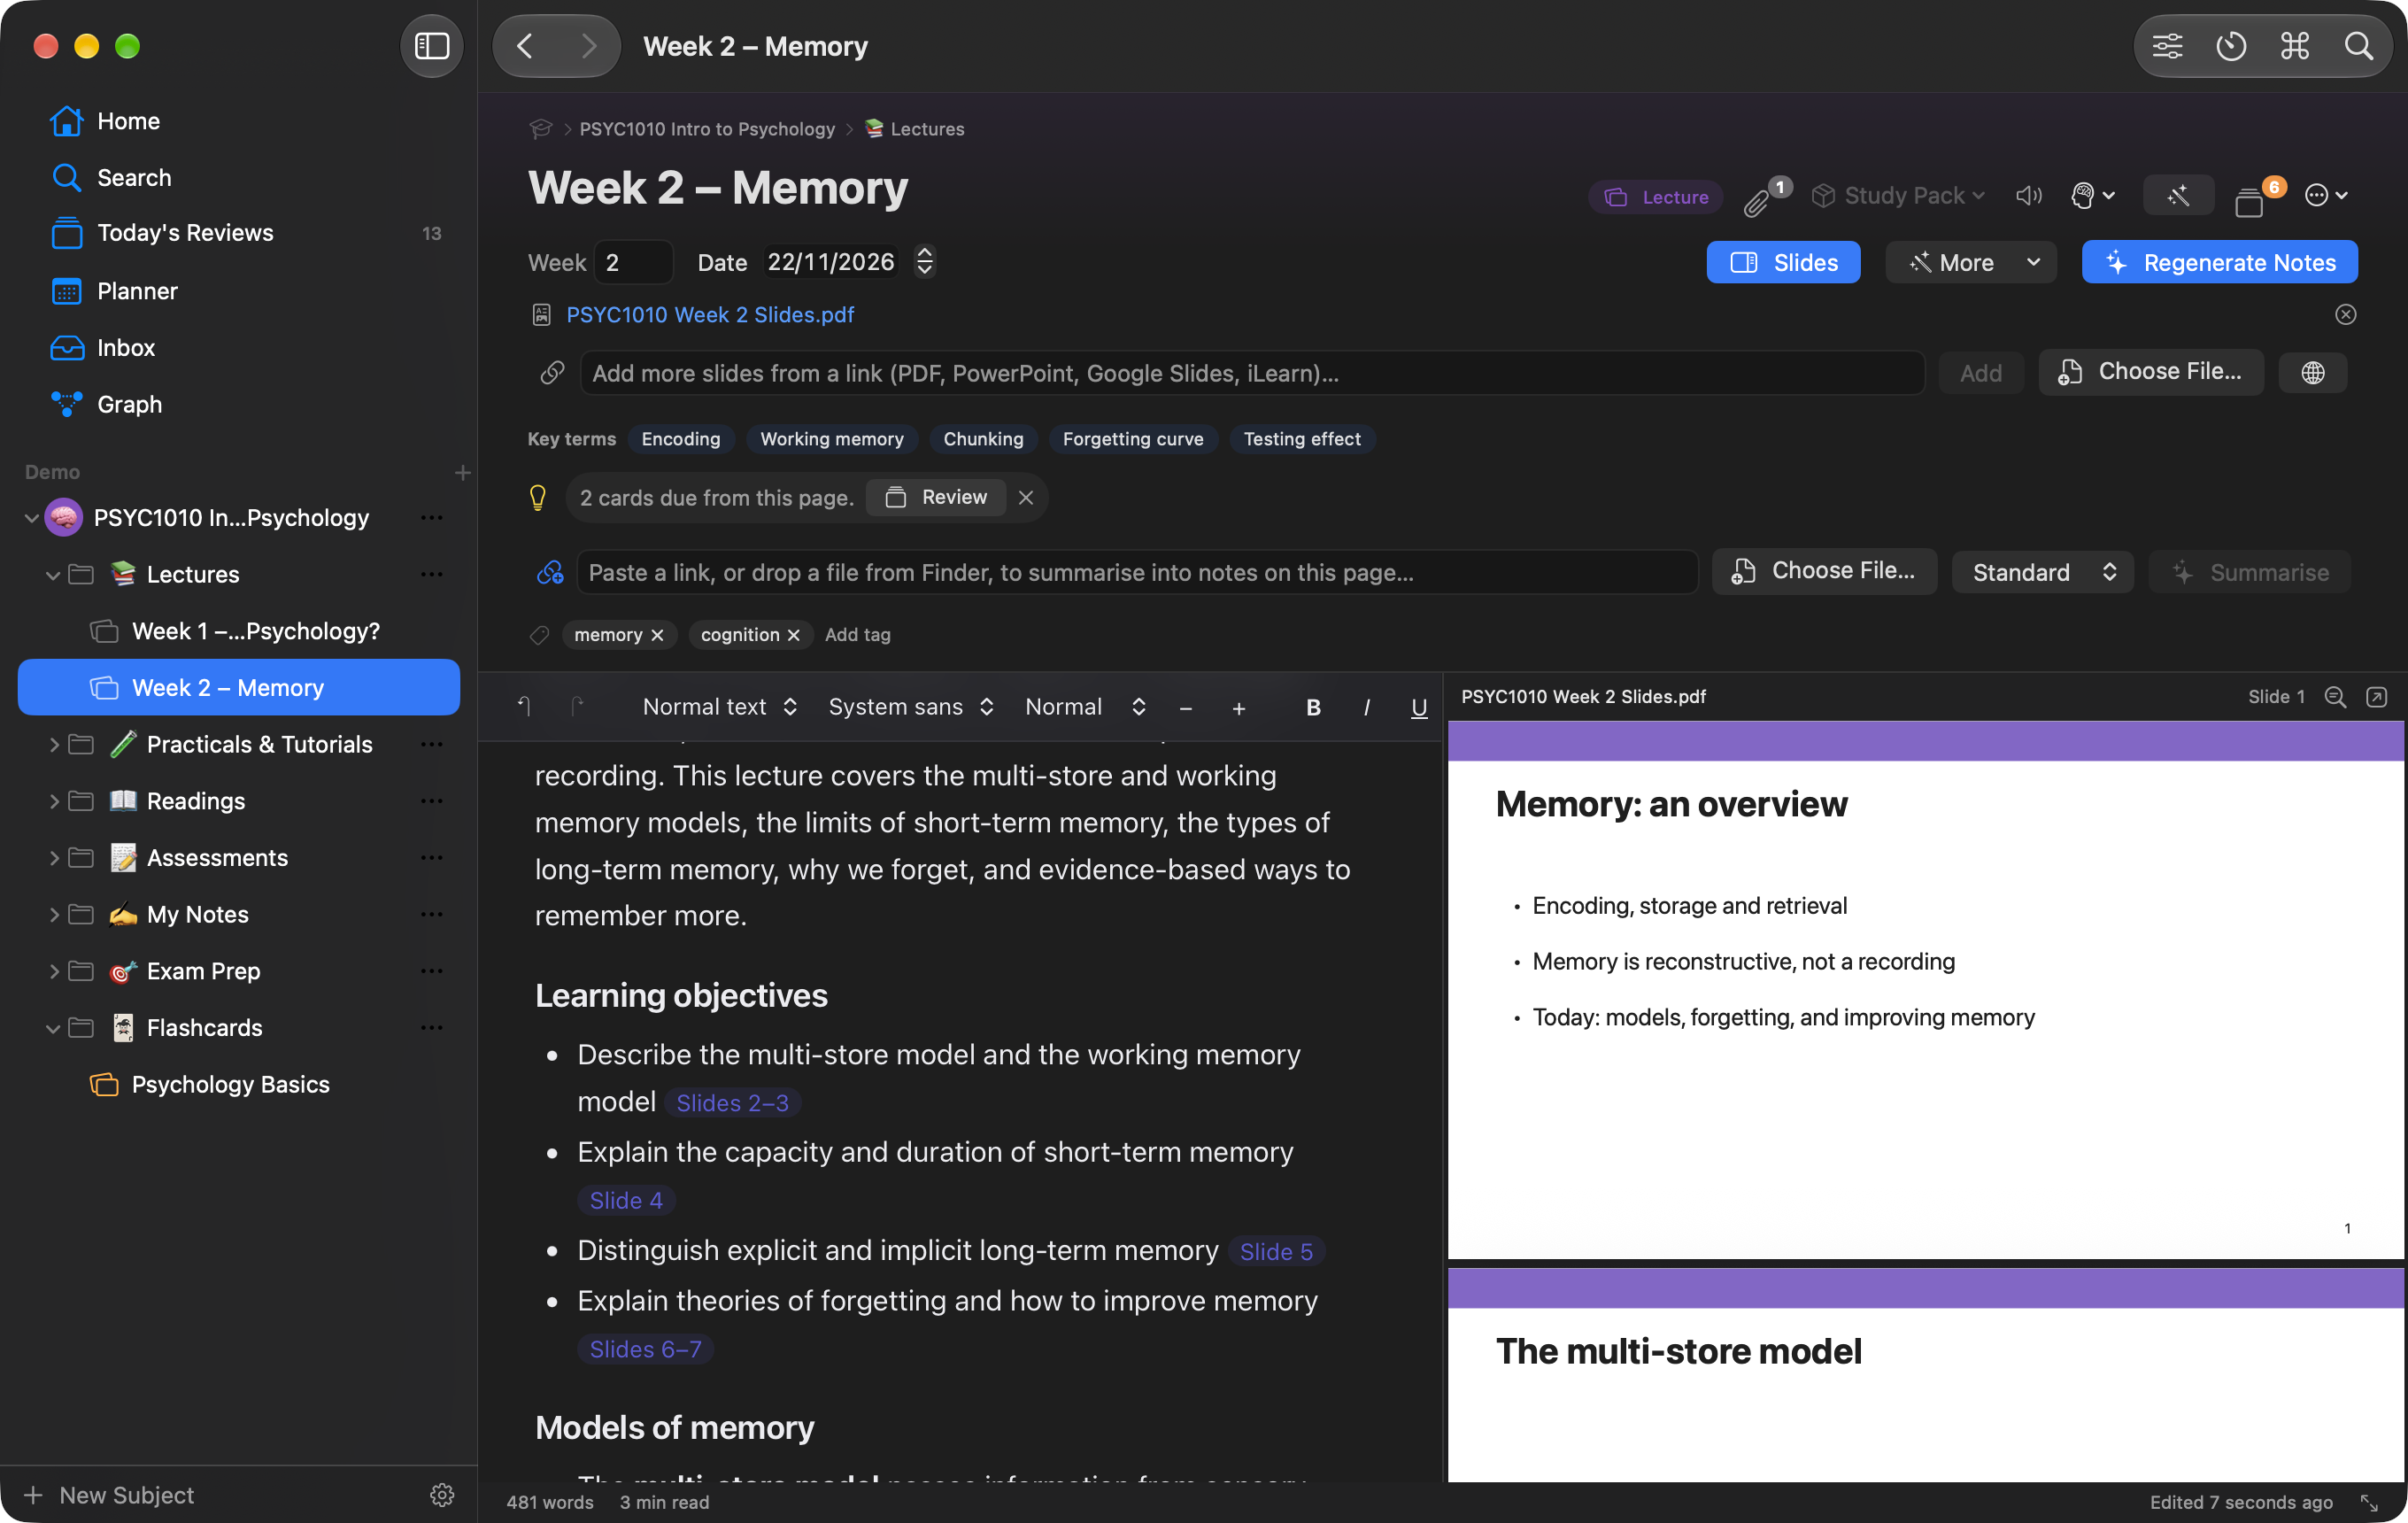 Week 2 – Memory
Home
Search
Today's Reviews 13
Planner
Inbox
Graph
Demo
PSYC1010 In...Psychology
Lectures
Week 1 –...Psychology?
Week 2 – Memory
Practicals & Tutorials
Readings
Assessments
My Notes
Exam Prep
Flashcards
Psychology Basics
New Subject
PSYC1010 Intro to Psychology > Lectures
Week 2 – Memory
Lecture 1 Study Pack 6
Week 2 Date 22/11/2026 Slides More Regenerate Notes
PSYC1010 Week 2 Slides.pdf
Add more slides from a link (PDF, PowerPoint, Google Slides, iLearn)... Add Choose File...
Key terms Encoding Working memory Chunking Forgetting curve Testing effect
2 cards due from this page. Review
Paste a link, or drop a file from Finder, to summarise into notes on this page... Choose File... Standard Summarise
memory cognition Add tag
Normal text System sans Normal – + B I U
recording. This lecture covers the multi-store and working
memory models, the limits of short-term memory, the types of
long-term memory, why we forget, and evidence-based ways to
remember more.
Learning objectives
• Describe the multi-store model and the working memory
model Slides 2–3
• Explain the capacity and duration of short-term memory
Slide 4
• Distinguish explicit and implicit long-term memory Slide 5
• Explain theories of forgetting and how to improve memory
Slides 6–7
Models of memory
481 words 3 min read
PSYC1010 Week 2 Slides.pdf Slide 1
Memory: an overview
• Encoding, storage and retrieval
• Memory is reconstructive, not a recording
• Today: models, forgetting, and improving memory
1
The multi-store model
Edited 7 seconds ago